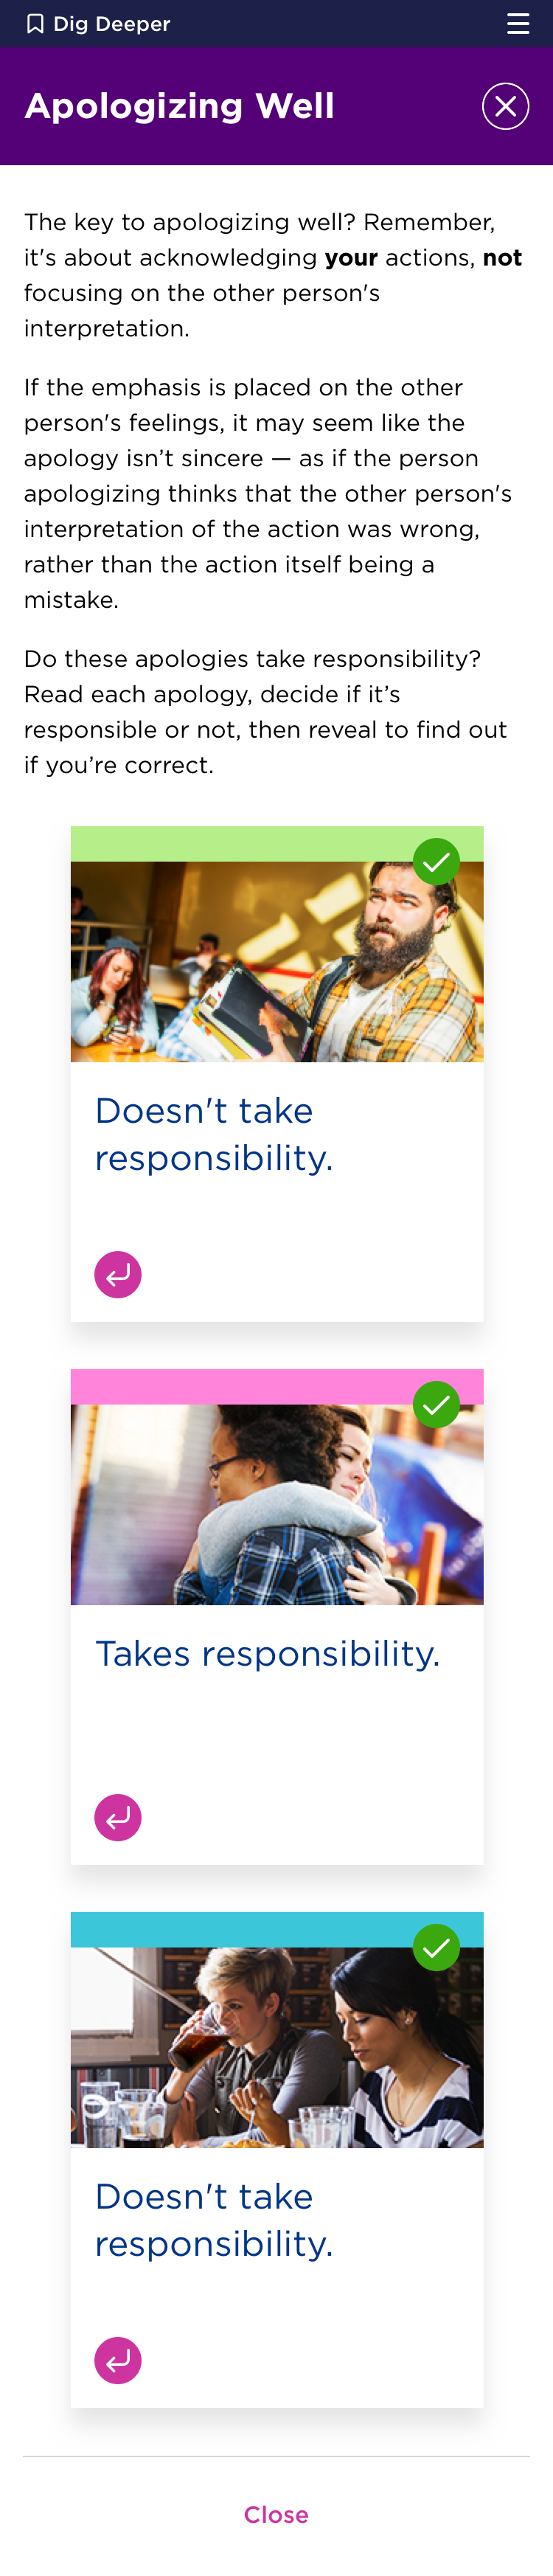 Dig Deeper
Apologizing Well
The key to apologizing well? Remember,
it's about acknowledging your actions, not
focusing on the other person's
interpretation.
If the emphasis is placed on the other
person's feelings, it may seem like the
apology isn’t sincere — as if the person
apologizing thinks that the other person's
interpretation of the action was wrong,
rather than the action itself being a
mistake.
Do these apologies take responsibility?
Read each apology, decide if it’s
responsible or not, then reveal to find out
if you’re correct.
Doesn't take
responsibility.
Takes responsibility.
Doesn't take
responsibility.
Close